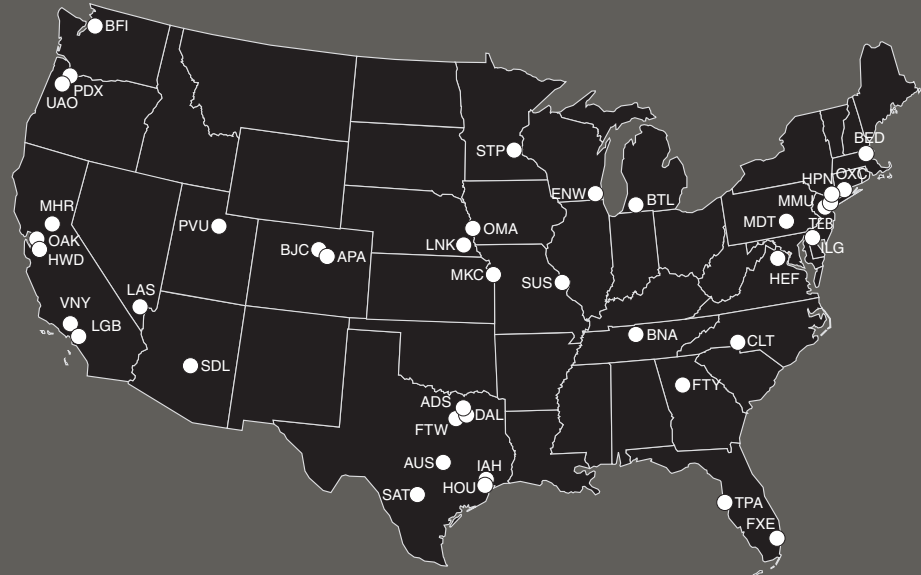 BFI
PDX
UAO
BED
STP
HPN
OXC
ENW
BTL
MMU
MHR
MDT
TEB
PVU
OMA
OAK
LNK
ILG
BJC
APA
HWD
MKC
SUS
HEF
LAS
VNY
LGB
BNA
CLT
SDL
FTY
ADS
DAL
FTW
AUS
IAH
HOU
SAT
TPA
FXE